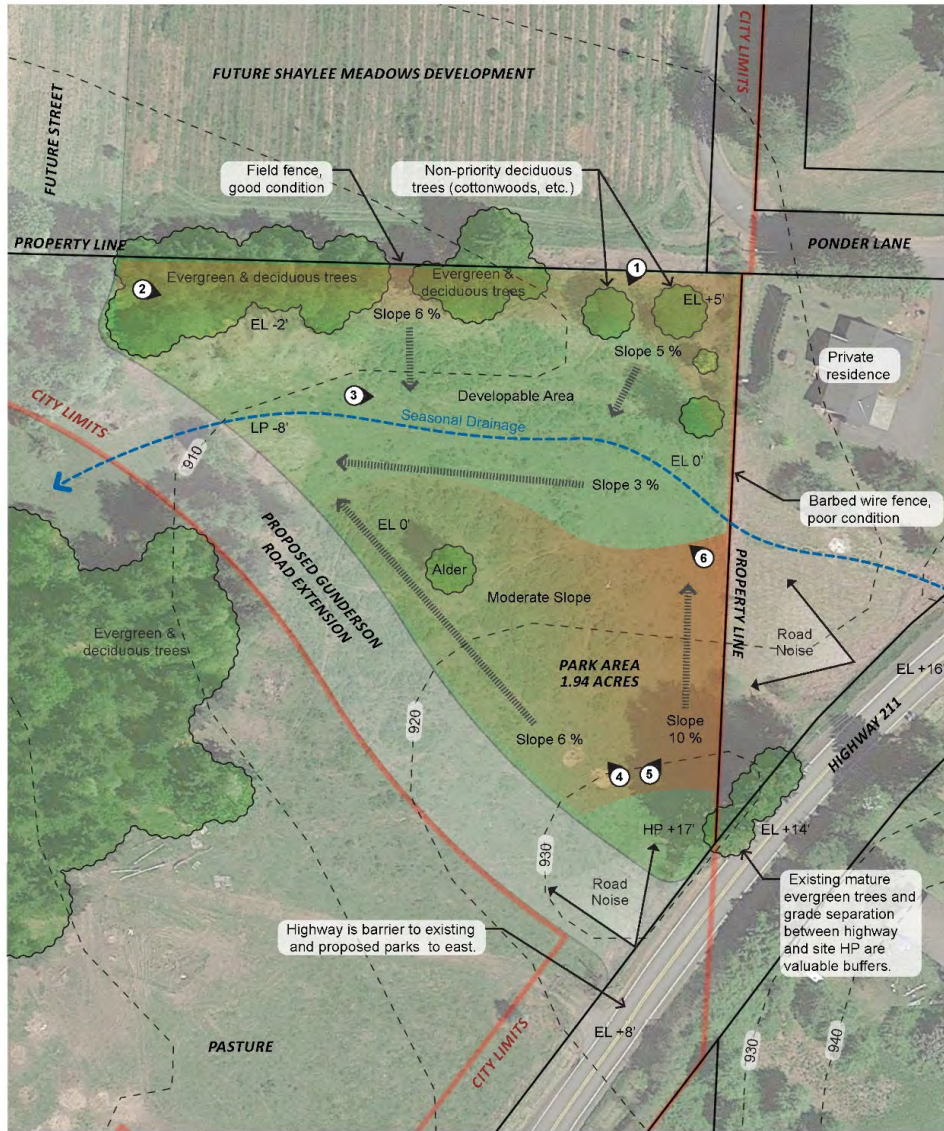 CITY LIMITS
FUTURE SHAYLEE MEADOWS DEVELOPMENT
FUTURE STREET
Field fence,
good condition
Non-priority deciduous
trees (cottonwoods, etc.)
PROPERTY LINE
PONDER LANE
Evergreen & deciduous trees
Evergreen &
deciduous trees
1
2
EL +5'
EL -2'
Slope 6 %
Slope 5 %
Private
residence
3
Developable Area
CITY LIMITS
Seasonal Drainage
LP -8'
910
EL 0'
Slope 3 %
Barbed wire fence,
poor condition
EL 0'
6
PROPOSED GUNDERSON
ROAD EXTENSION
Alder
Moderate Slope
PROPERTY LINE
Road
Noise
Evergreen &
deciduous trees
PARK AREA
1.94 ACRES
EL +16'
920
Slope
10 %
Slope 6 %
HIGHWAY 211
4
5
HP +17'
EL +14'
930
Road
Noise
Existing mature
evergreen trees and
grade separation
between highway
and site HP are
valuable buffers.
Highway is barrier to existing
and proposed parks to east.
EL +8'
PASTURE
CITY LIMITS
930
940